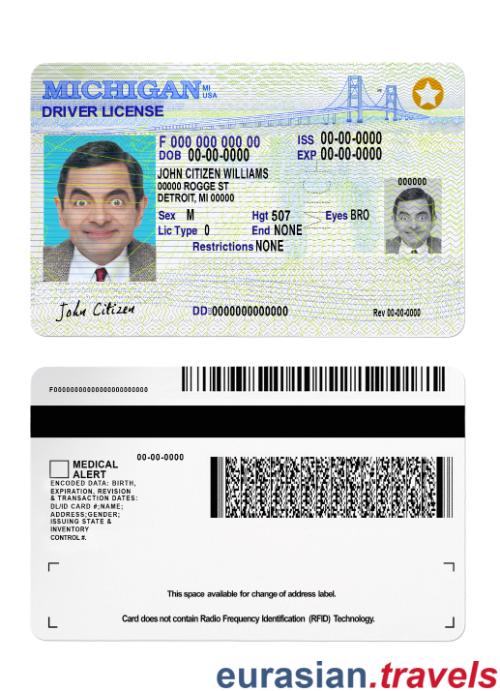 MICHIGAN MI USA
DRIVER LICENSE
F 000 000 000 00
ISS 00-00-0000
DOB 00-00-0000
EXP 00-00-0000
JOHN CITIZEN WILLIAMS
00000 ROGGE ST
DETROIT, MI 00000
000000
Sex M Hgt 507 Eyes BRO
Lic Type 0 End NONE
Restrictions NONE
John Citizen
DD:0000000000000
Rev 00-00-0000
F00000000000000000000000
MEDICAL
ALERT
00-00-0000
ENCODED DATA: BIRTH,
EXPIRATION, REVISION
& TRANSACTION DATES:
DL/ID CARD #;NAME;
ADDRESS;GENDER;
ISSUING STATE &
INVENTORY
CONTROL #.
This space available for change of address label.
Card does not contain Radio Frequency Identification (RFID) Technology.
eurasian.travels